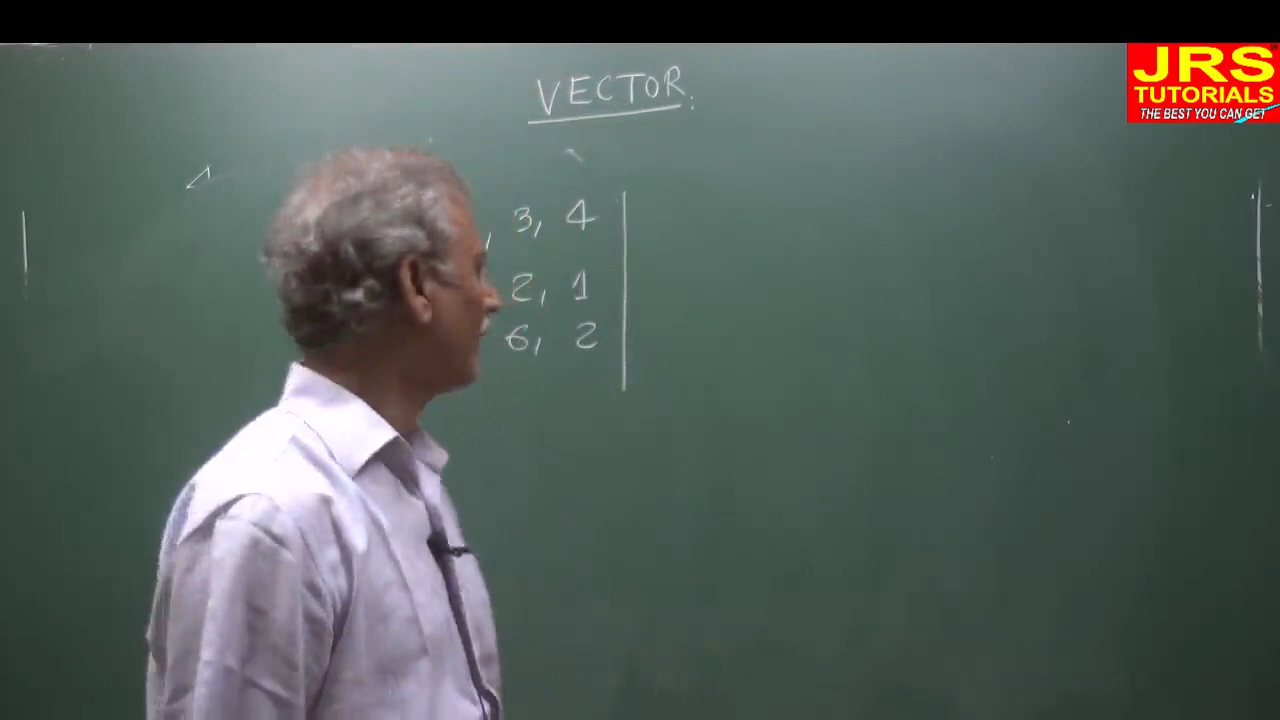 VECTOR:
JRS
TUTORIALS
THE BEST YOU CAN GET
, 3, 4
2, 1
6, 2